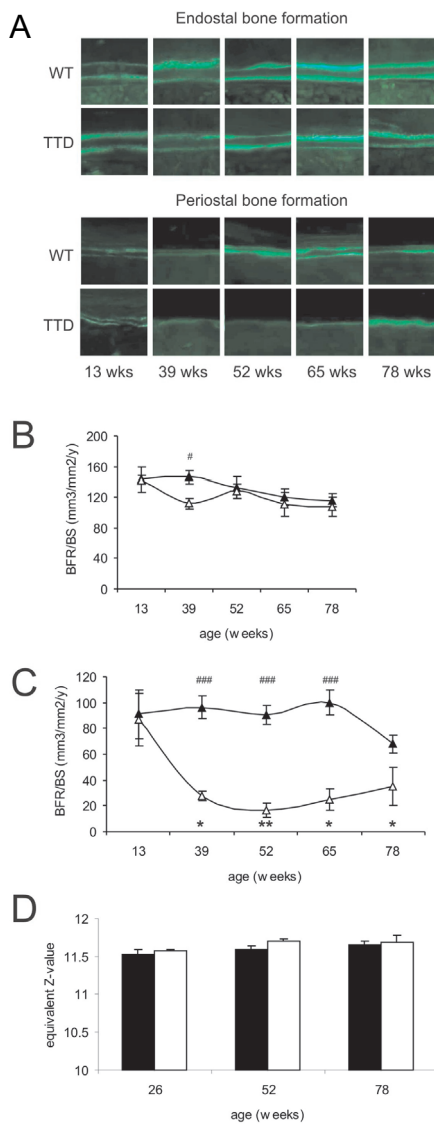 A
Endostal bone formation
WT
TTD
Periostal bone formation
WT
TTD
13 wks 39 wks 52 wks 65 wks 78 wks
B
BFR/BS (mm3/mm2/y)
200
160
120
80
40
0
#
13 39 52 65 78
age (weeks)
C
BFR/BS (mm3/mm2/y)
120
100
80
60
40
20
0
### ### ###
* ** * *
13 39 52 65 78
age (weeks)
D
equivalent Z-value
12
11.5
11
10.5
10
26 52 78
age (weeks)